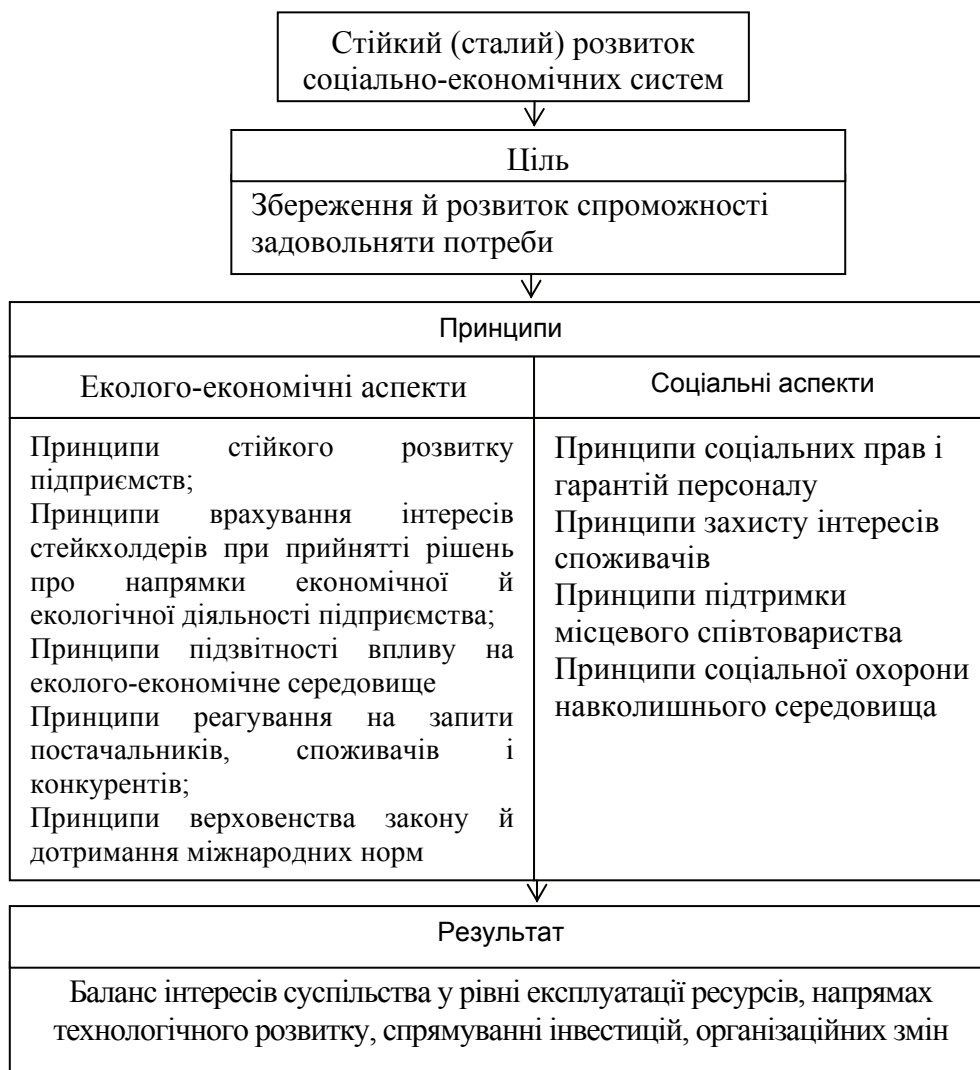 Стійкий (сталий) розвиток
соціально-економічних систем
Ціль
Збереження й розвиток спроможності
задовольняти потреби
Принципи
Еколого-економічні аспекти
Принципи стійкого розвитку
підприємств;
Принципи врахування інтересів
стейкхолдерів при прийнятті рішень
про напрямки економічної й
екологічної діяльності підприємства;
Принципи підзвітності впливу на
еколого-економічне середовище
Принципи реагування на запити
постачальників, споживачів і
конкурентів;
Принципи верховенства закону й
дотримання міжнародних норм
Соціальні аспекти
Принципи соціальних прав і
гарантій персоналу
Принципи захисту інтересів
споживачів
Принципи підтримки
місцевого співтовариства
Принципи соціальної охорони
навколишнього середовища
Результат
Баланс інтересів суспільства у рівні експлуатації ресурсів, напрямах
технологічного розвитку, спрямуванні інвестицій, організаційних змін